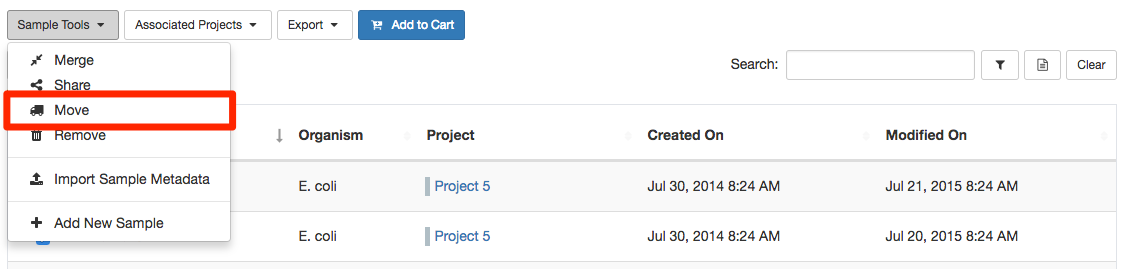 Sample Tools Associated Projects Export Add to Cart
Merge
Search: Clear
Share
Move
Remove Organism Project Created On Modified On
Import Sample Metadata E. coli Project 5 Jul 30, 2014 8:24 AM Jul 21, 2015 8:24 AM
Add New Sample
E. coli Project 5 Jul 30, 2014 8:24 AM Jul 20, 2015 8:24 AM